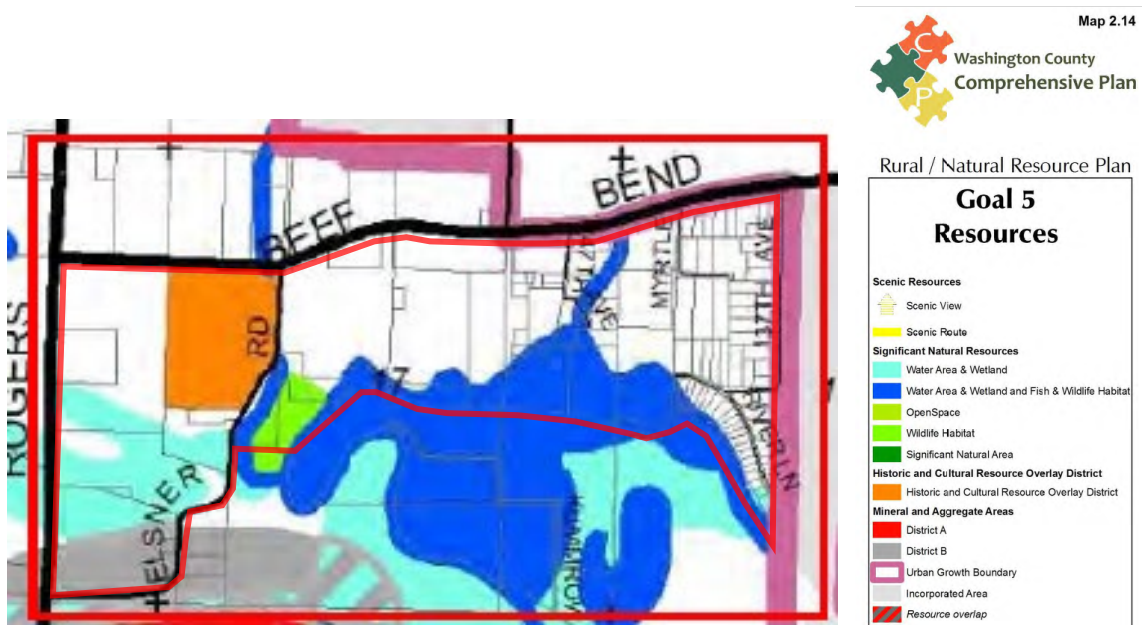 Map 2.14
C
P
Washington County
Comprehensive Plan
Rural / Natural Resource Plan
Goal 5
Resources
Scenic Resources
Scenic View
Scenic Route
Significant Natural Resources
Water Area & Wetland
Water Area & Wetland and Fish & Wildlife Habitat
OpenSpace
Wildlife Habitat
Significant Natural Area
Historic and Cultural Resource Overlay District
Historic and Cultural Resource Overlay District
Mineral and Aggregate Areas
District A
District B
Urban Growth Boundary
Incorporated Area
Resource overlap
BEEF
BEND
ROGERS
RD
ELSNER
MYRTLE
137TH AVE
17